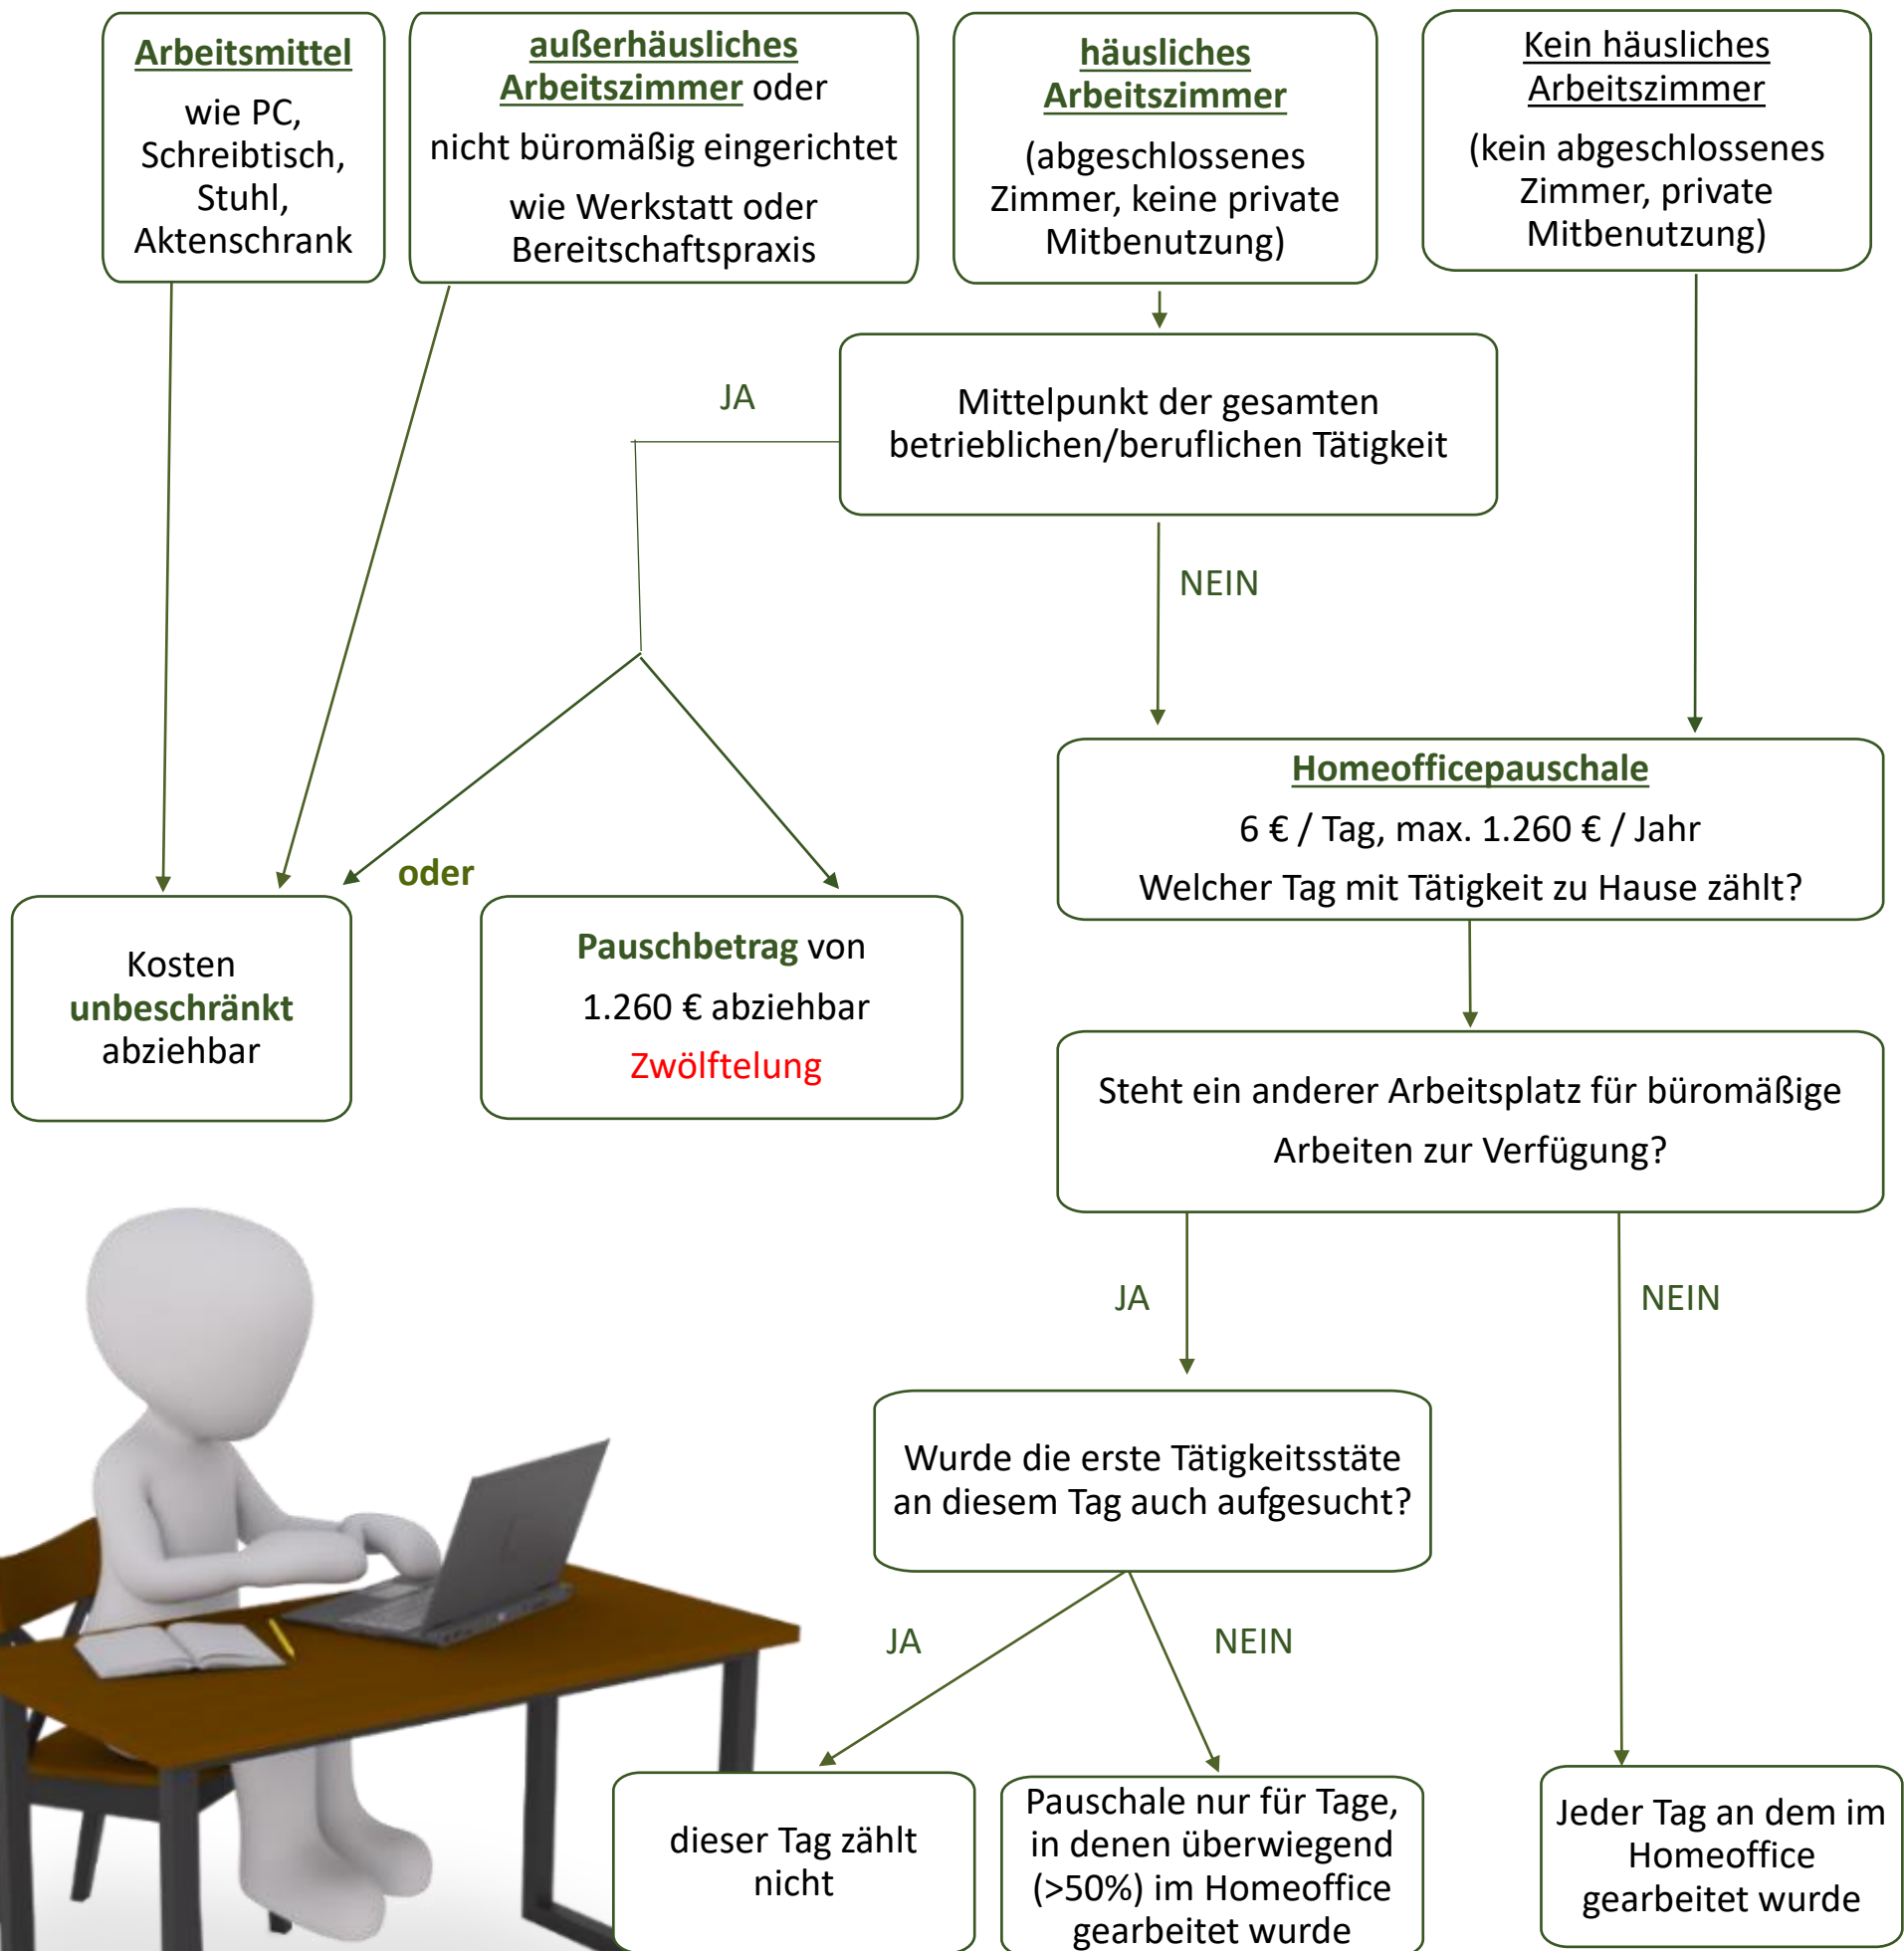 Arbeitsmittel
wie PC,
Schreibtisch,
Stuhl,
Aktenschrank
außerhäusliches
Arbeitszimmer oder
nicht büromäßig eingerichtet
wie Werkstatt oder
Bereitschaftspraxis
häusliches
Arbeitszimmer
(abgeschlossenes
Zimmer, keine private
Mitbenutzung)
Kein häusliches
Arbeitszimmer
(kein abgeschlossenes
Zimmer, private
Mitbenutzung)
JA
Mittelpunkt der gesamten
betrieblichen/beruflichen Tätigkeit
NEIN
Homeofficepauschale
6 € / Tag, max. 1.260 € / Jahr
Welcher Tag mit Tätigkeit zu Hause zählt?
oder
Kosten
unbeschränkt
abziehbar
Pauschbetrag von
1.260 € abziehbar
Zwölftelung
Steht ein anderer Arbeitsplatz für büromäßige
Arbeiten zur Verfügung?
JA
NEIN
Wurde die erste Tätigkeitsstäte
an diesem Tag auch aufgesucht?
JA
NEIN
dieser Tag zählt
nicht
Pauschale nur für Tage,
in denen überwiegend
(>50%) im Homeoffice
gearbeitet wurde
Jeder Tag an dem im
Homeoffice
gearbeitet wurde